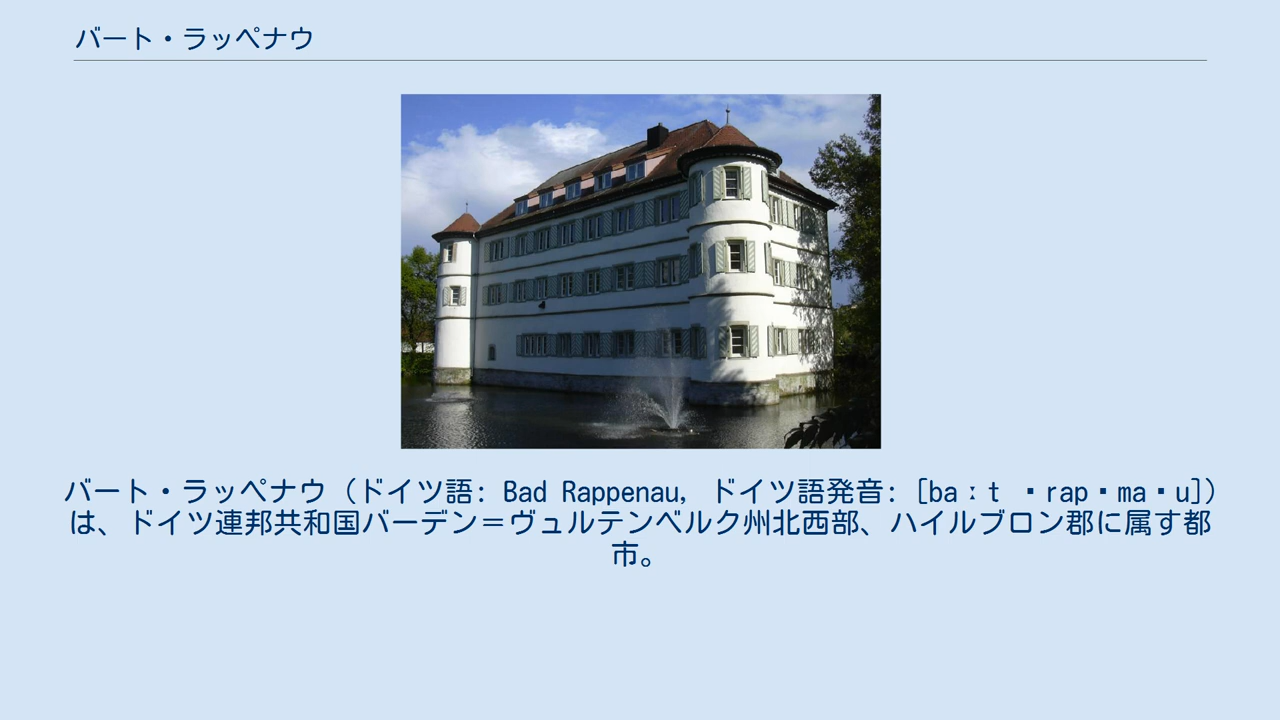 バート・ラッペナウ
バート・ラッペナウ（ドイツ語: Bad Rappenau, ドイツ語発音: [baːt ▪rap▪ma▪u]）
は、ドイツ連邦共和国バーデン＝ヴュルテンベルク州北西部、ハイルブロン郡に属す都
市。